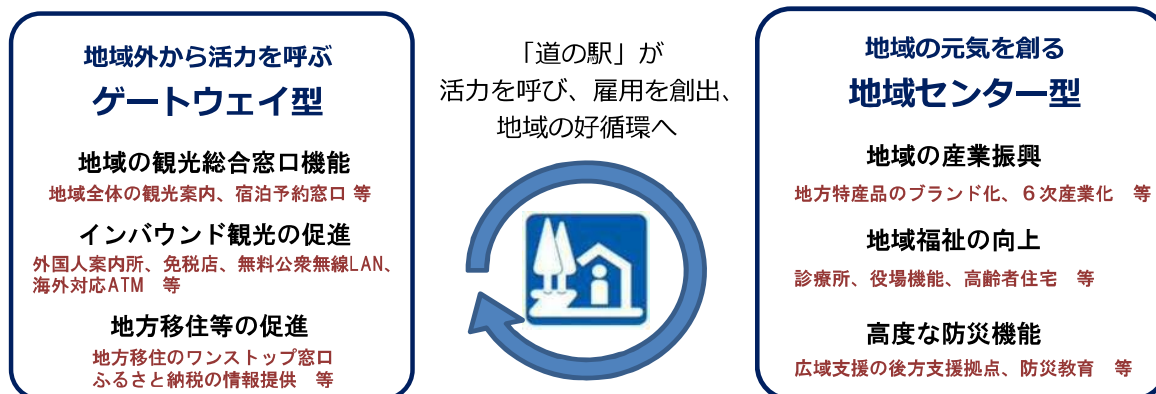 地域外から活力を呼ぶ
ゲートウェイ型
地域の観光総合窓口機能
地域全体の観光案内、宿泊予約窓口 等
インバウンド観光の促進
外国人案内所、免税店、無料公衆無線LAN、
海外対応ATM 等
地方移住等の促進
地方移住のワンストップ窓口
ふるさと納税の情報提供 等
「道の駅」が
活力を呼び、雇用を創出、
地域の好循環へ
地域の元気を創る
地域センター型
地域の産業振興
地方特産品のブランド化、６次産業化 等
地域福祉の向上
診療所、役場機能、高齢者住宅 等
高度な防災機能
広域支援の後方支援拠点、防災教育 等